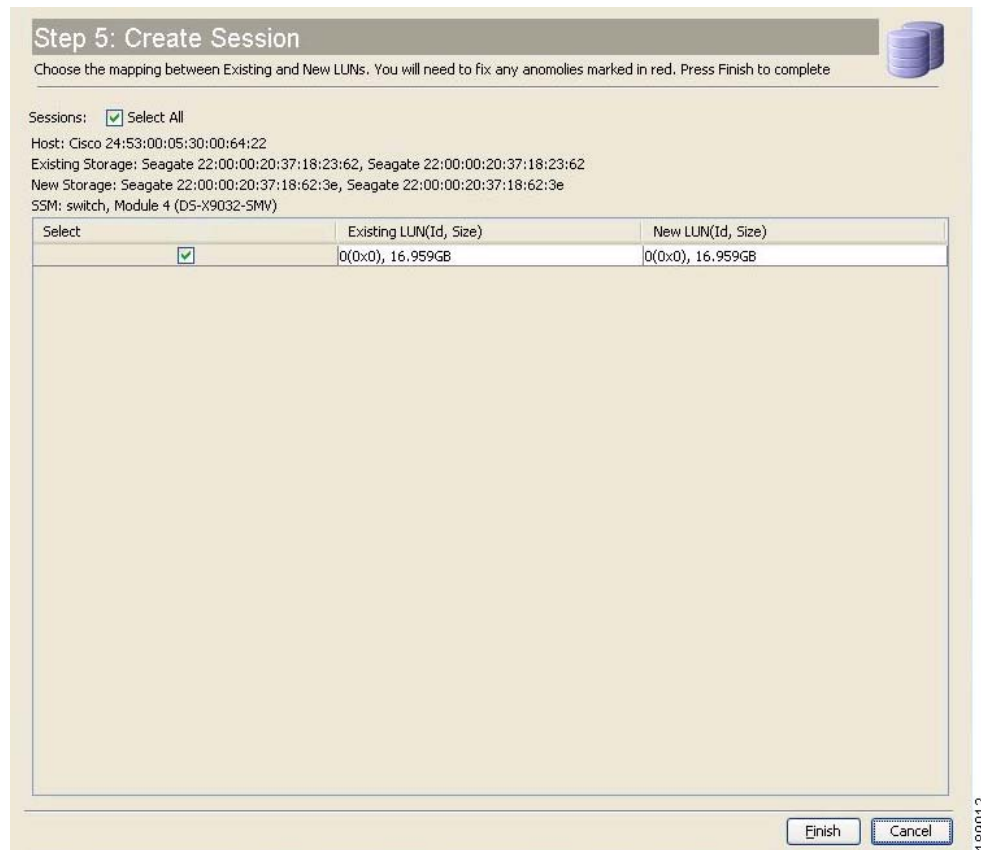 Step 5: Create Session
Choose the mapping between Existing and New LUNs. You will need to fix any anomolies marked in red. Press Finish to complete
Sessions: Select All
Host: Cisco 24:53:00:05:30:00:64:22
Existing Storage: Seagate 22:00:00:20:37:18:23:62, Seagate 22:00:00:20:37:18:23:62
New Storage: Seagate 22:00:00:20:37:18:62:3e, Seagate 22:00:00:20:37:18:62:3e
SSM: switch, Module 4 (DS-X9032-SMV)
Select Existing LUN(Id, Size) New LUN(Id, Size)
0(0x0), 16.959GB 0(0x0), 16.959GB
Finish Cancel